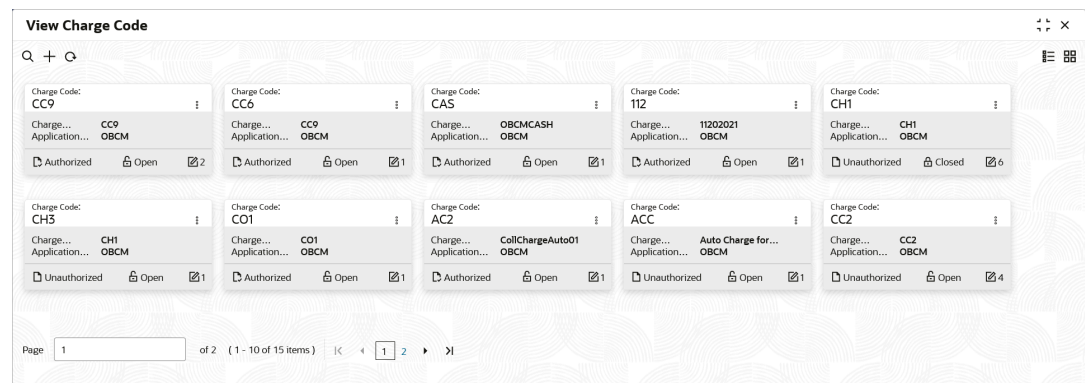 View Charge Code
Charge Code:
CC9
Charge... CC9
Application... OBCM
Authorized Open 2
Charge Code:
CC6
Charge... CC9
Application... OBCM
Authorized Open 1
Charge Code:
CAS
Charge... OBCMCASH
Application... OBCM
Authorized Open 1
Charge Code:
112
Charge... 11202021
Application... OBCM
Authorized Open 1
Charge Code:
CH1
Charge... CH1
Application... OBCM
Unauthorized Closed 6
Charge Code:
CH3
Charge... CH1
Application... OBCM
Unauthorized Open 1
Charge Code:
CO1
Charge... CO1
Application... OBCM
Authorized Open 1
Charge Code:
AC2
Charge... CollChargeAuto01
Application... OBCM
Authorized Open 1
Charge Code:
ACC
Charge... Auto Charge for...
Application... OBCM
Unauthorized Open 1
Charge Code:
CC2
Charge... CC2
Application... OBCM
Unauthorized Open 4
Page 1 of 2 ( 1 - 10 of 15 items ) 1 2